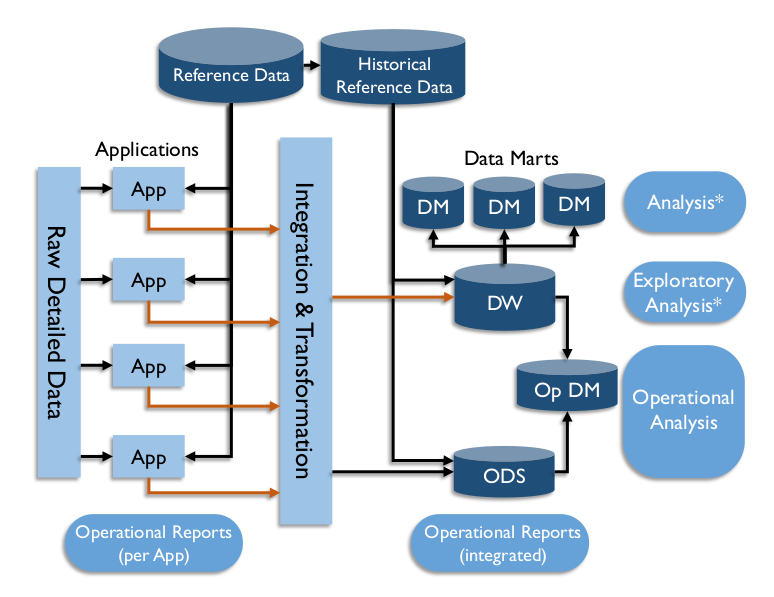 Reference Data
Historical
Reference Data
Applications
Data Marts
App
App
App
App
Raw Detailed Data
Integration & Transformation
DM
DM
DM
DW
Op DM
ODS
Analysis*
Exploratory
Analysis*
Operational
Analysis
Operational Reports
(per App)
Operational Reports
(integrated)